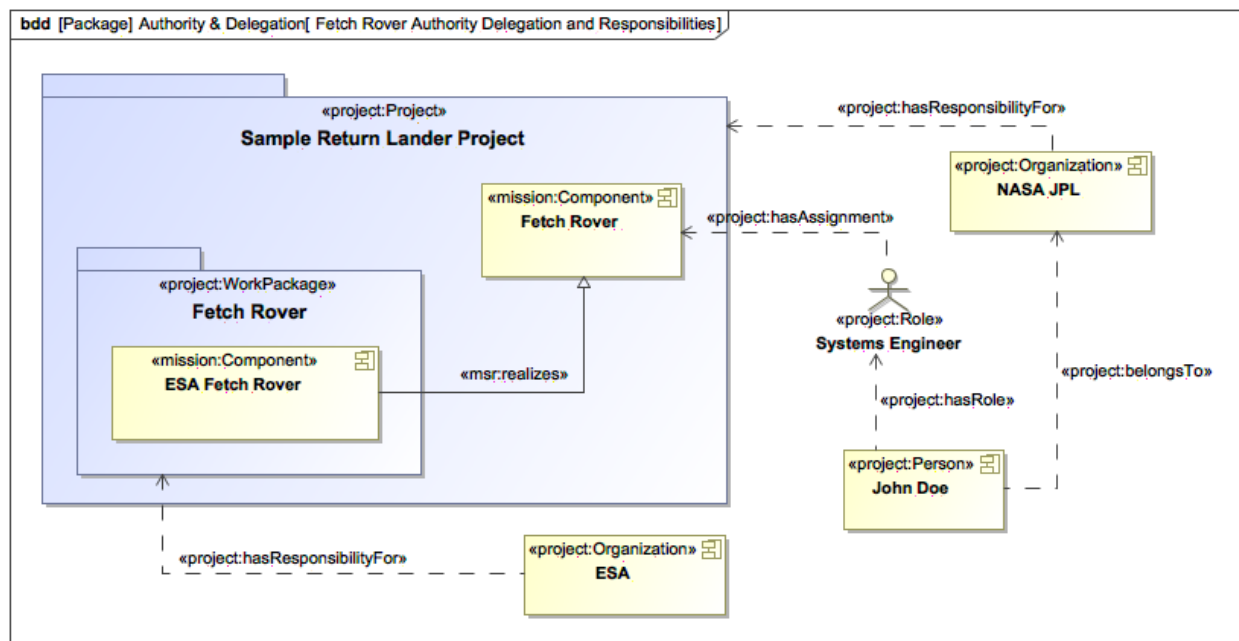 bdd [Package] Authority & Delegation[ Fetch Rover Authority Delegation and Responsibilities]
«project:Project»
Sample Return Lander Project
«project:hasResponsibilityFor»
«project:Organization»
NASA JPL
«mission:Component»
Fetch Rover
«project:hasAssignment»
«project:WorkPackage»
Fetch Rover
«project:Role»
Systems Engineer
«mission:Component»
ESA Fetch Rover
«msr:realizes»
«project:belongsTo»
«project:hasRole»
«project:Person»
John Doe
«project:hasResponsibilityFor»
«project:Organization»
ESA